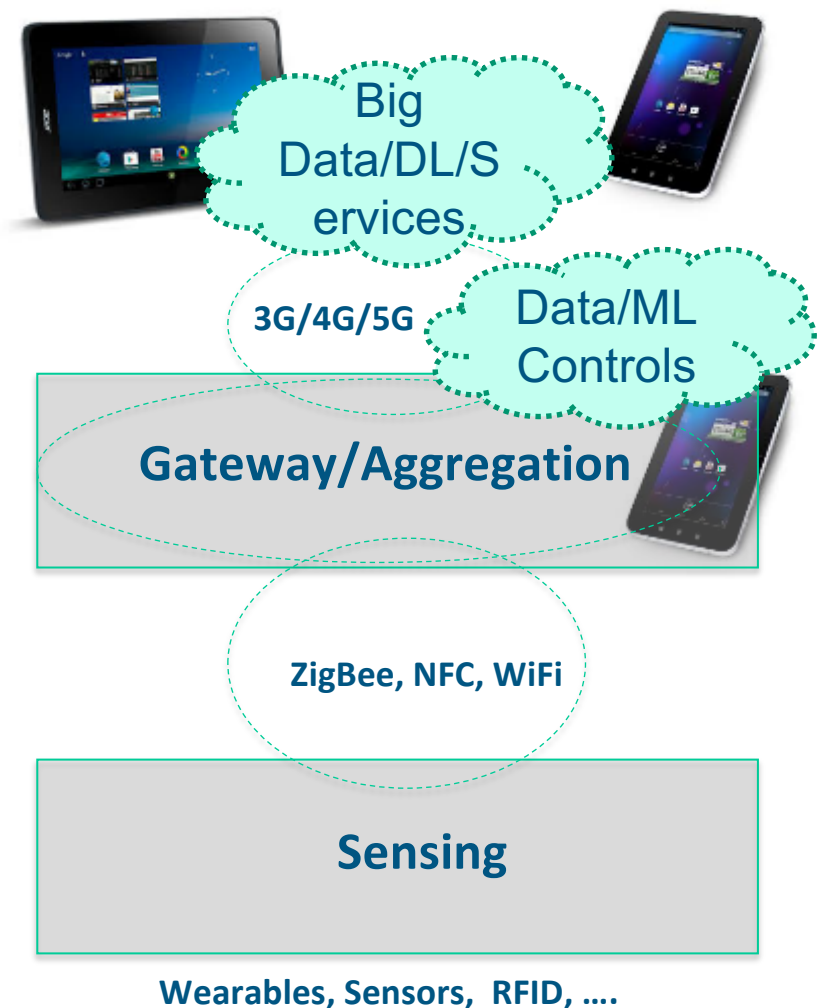 Big
Data/DL/S
ervices
3G/4G/5G
Data/ML
Controls
Gateway/Aggregation
ZigBee, NFC, WiFi
Sensing
Wearables, Sensors, RFID, ....